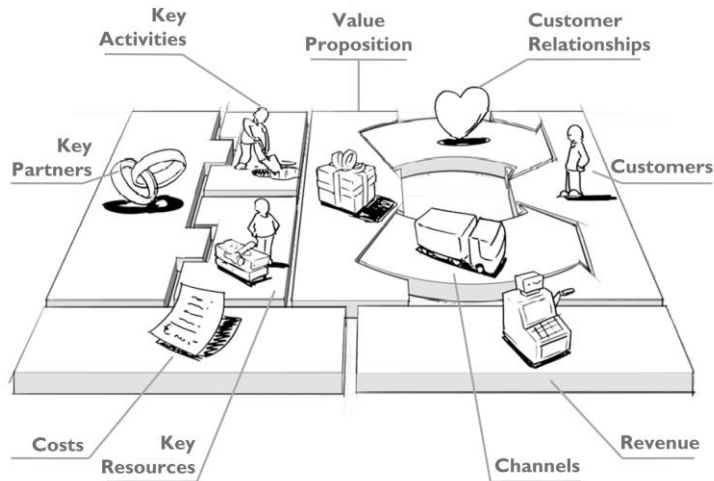 Key
Activities
Value
Proposition
Customer
Relationships
Key
Partners
Customers
Costs
Key
Resources
Channels
Revenue